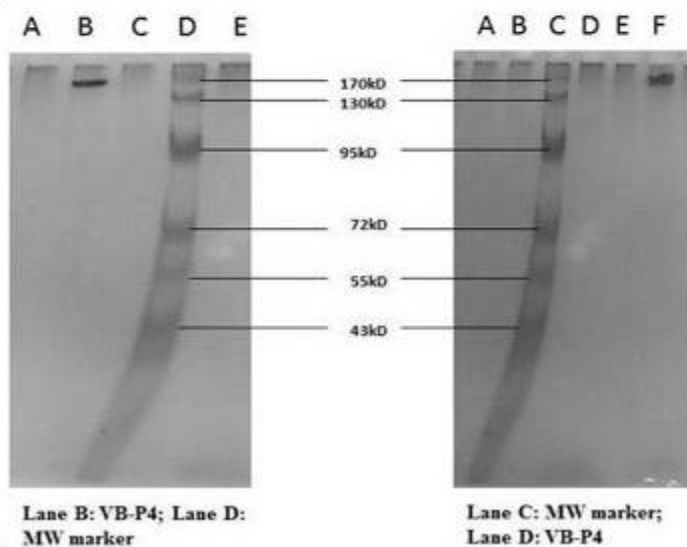 A B C D E
A B C D E F
170kD
130kD
95kD
72kD
55kD
43kD
Lane B: VB-P4; Lane D:
MW marker
Lane C: MW marker;
Lane D: VB-P4